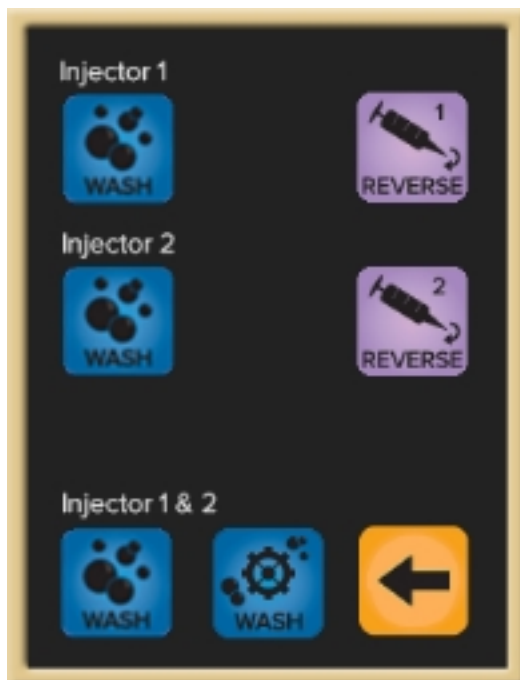 Injector 1
WASH
1
REVERSE
Injector 2
WASH
2
REVERSE
Injector 1 & 2
WASH
WASH